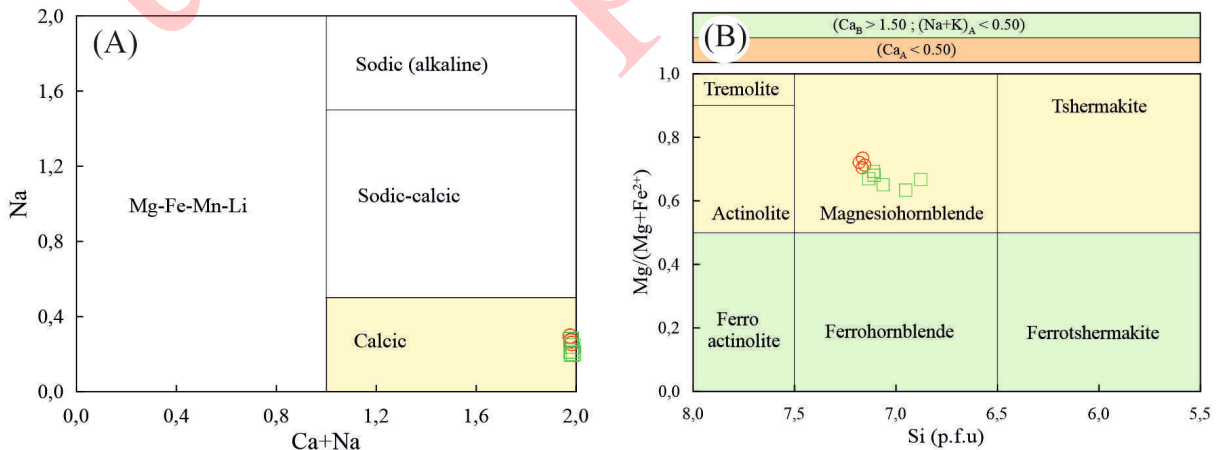 (A)
2,0
1,6
1,2
0,8
0,4
0,0
Na
Sodic (alkaline)
Sodic-calcic
Mg-Fe-Mn-Li
Calcic
0,0 0,4 0,8 1,2 1,6 2,0
Ca+Na
(B)
(Ca_B > 1.50 ; (Na+K)_A < 0.50)
(Ca_A < 0.50)
1,0
0,8
0,6
0,4
0,2
0,0
Mg/(Mg+Fe²⁺)
Tremolite
Tshermakite
Actinolite
Magnesiohornblende
Ferro
actinolite
Ferrohornblende
Ferrotshermakite
8,0 7,5 7,0 6,5 6,0 5,5
Si (p.f.u)